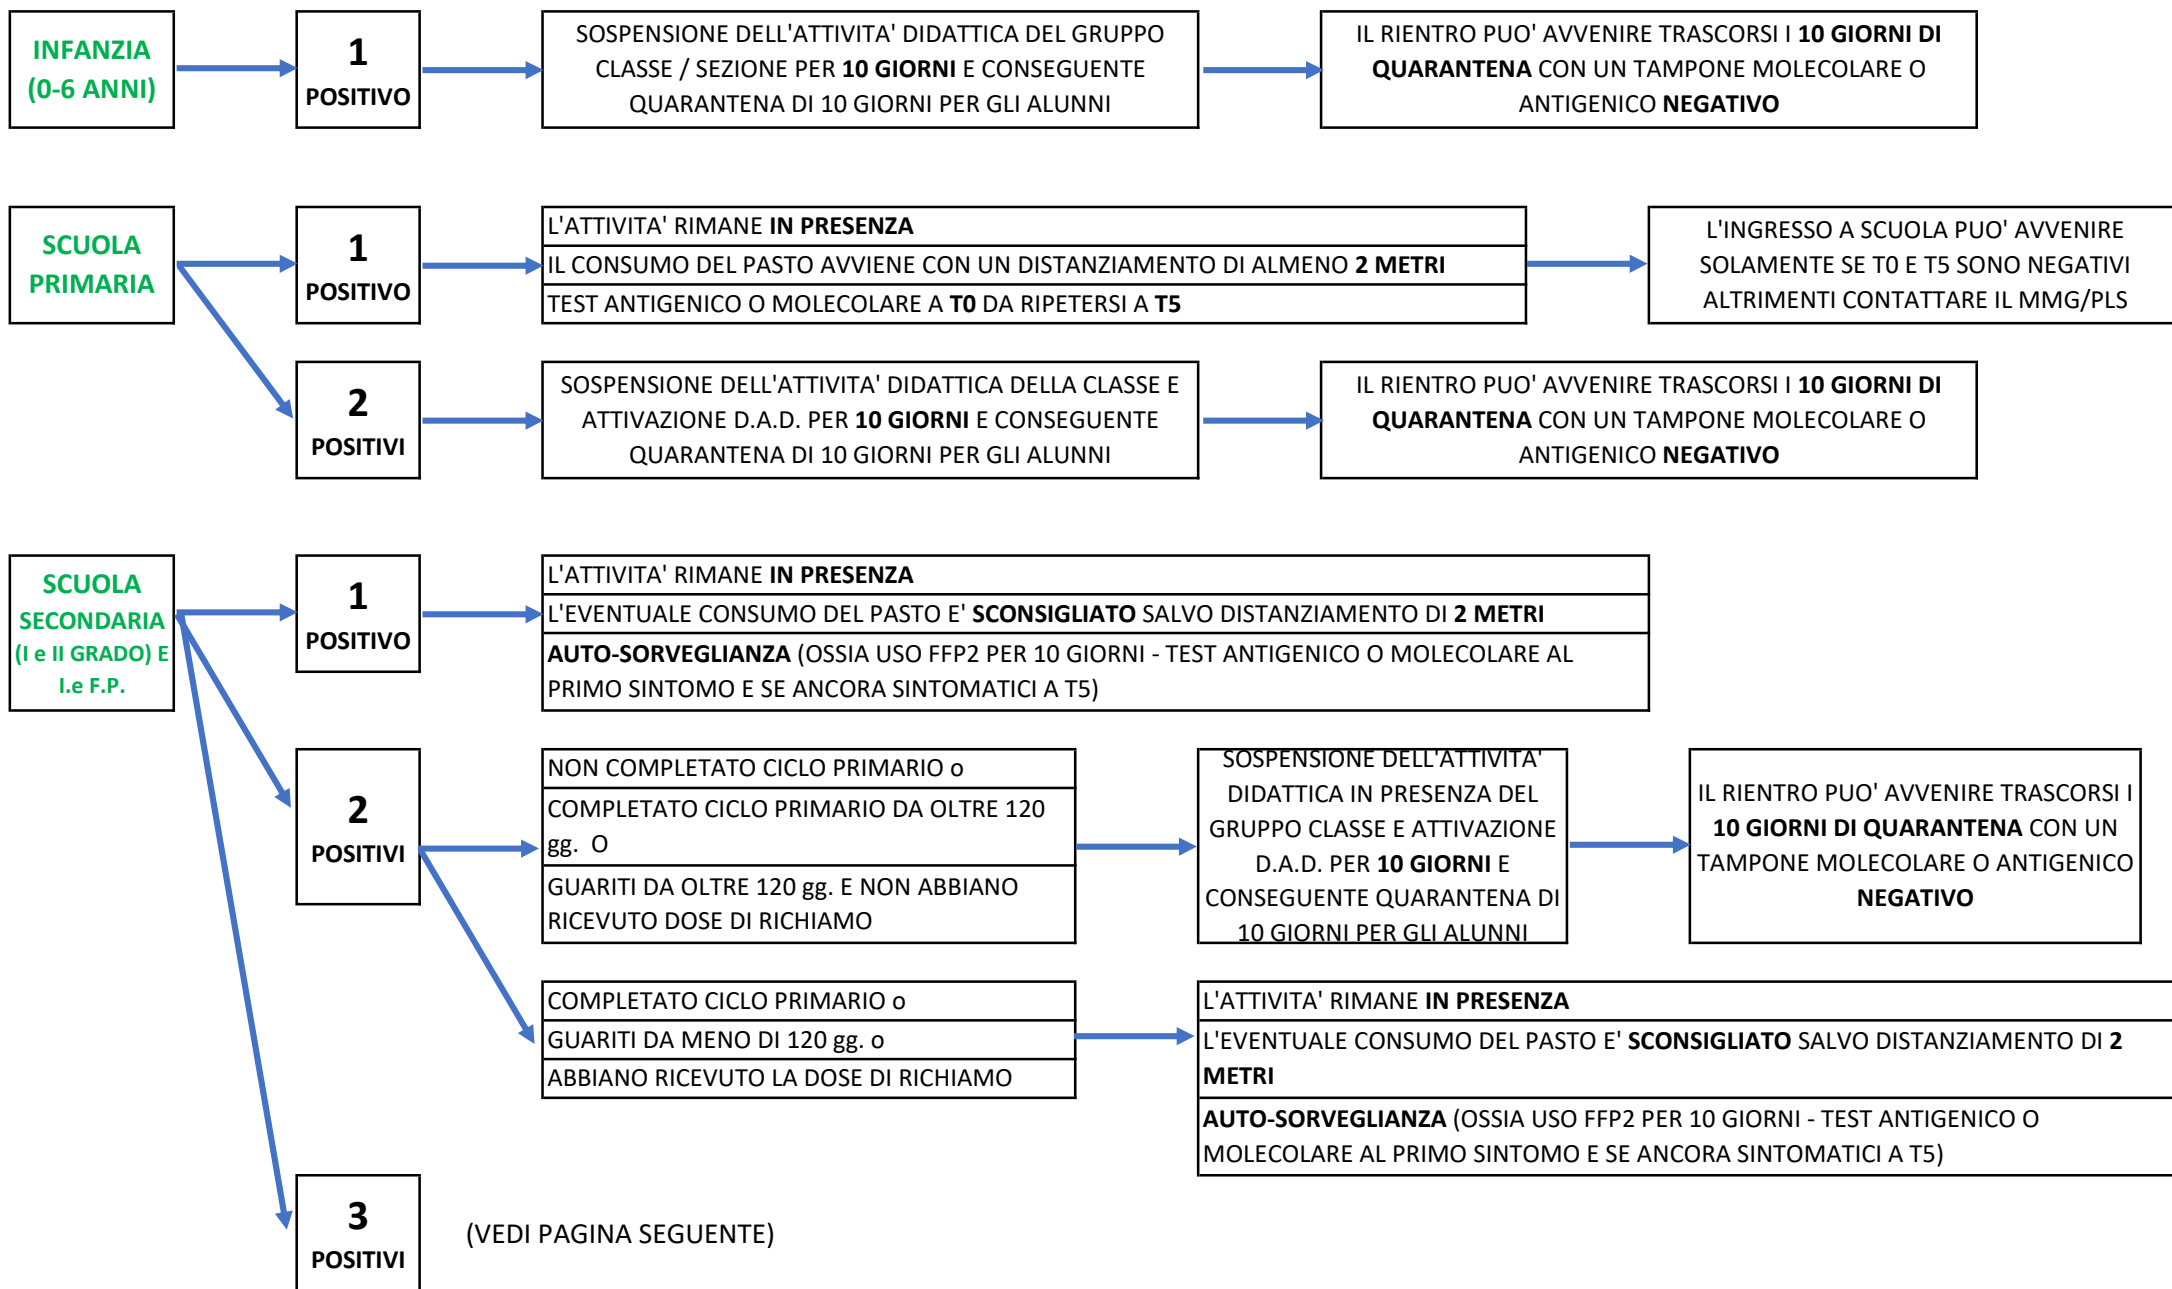 INFANZIA
(0-6 ANNI)
1
POSITIVO
SOSPENSIONE DELL'ATTIVITA' DIDATTICA DEL GRUPPO
CLASSE / SEZIONE PER 10 GIORNI E CONSEGUENTE
QUARANTENA DI 10 GIORNI PER GLI ALUNNI
IL RIENTRO PUO' AVVENIRE TRASCORSI I 10 GIORNI DI
QUARANTENA CON UN TAMPONE MOLECOLARE O
ANTIGENICO NEGATIVO
SCUOLA
PRIMARIA
1
POSITIVO
L'ATTIVITA' RIMANE IN PRESENZA
IL CONSUMO DEL PASTO AVVIENE CON UN DISTANZIAMENTO DI ALMENO 2 METRI
TEST ANTIGENICO O MOLECOLARE A T0 DA RIPETERSI A T5
L'INGRESSO A SCUOLA PUO' AVVENIRE
SOLAMENTE SE T0 E T5 SONO NEGATIVI
ALTRIMENTI CONTATTARE IL MMG/PLS
2
POSITIVI
SOSPENSIONE DELL'ATTIVITA' DIDATTICA DELLA CLASSE E
ATTIVAZIONE D.A.D. PER 10 GIORNI E CONSEGUENTE
QUARANTENA DI 10 GIORNI PER GLI ALUNNI
IL RIENTRO PUO' AVVENIRE TRASCORSI I 10 GIORNI DI
QUARANTENA CON UN TAMPONE MOLECOLARE O
ANTIGENICO NEGATIVO
SCUOLA
SECONDARIA
(I e II GRADO) E
I.e F.P.
1
POSITIVO
L'ATTIVITA' RIMANE IN PRESENZA
L'EVENTUALE CONSUMO DEL PASTO E' SCONSIGLIATO SALVO DISTANZIAMENTO DI 2 METRI
AUTO-SORVEGLIANZA (OSSIA USO FFP2 PER 10 GIORNI - TEST ANTIGENICO O MOLECOLARE AL
PRIMO SINTOMO E SE ANCORA SINTOMATICI A T5)
2
POSITIVI
NON COMPLETATO CICLO PRIMARIO o
COMPLETATO CICLO PRIMARIO DA OLTRE 120
gg. O
GUARITI DA OLTRE 120 gg. E NON ABBIANO
RICEVUTO DOSE DI RICHIAMO
SOSPENSIONE DELL'ATTIVITA'
DIDATTICA IN PRESENZA DEL
GRUPPO CLASSE E ATTIVAZIONE
D.A.D. PER 10 GIORNI E
CONSEGUENTE QUARANTENA DI
10 GIORNI PER GLI ALUNNI
IL RIENTRO PUO' AVVENIRE TRASCORSI I
10 GIORNI DI QUARANTENA CON UN
TAMPONE MOLECOLARE O ANTIGENICO
NEGATIVO
COMPLETATO CICLO PRIMARIO o
GUARITI DA MENO DI 120 gg. o
ABBIANO RICEVUTO LA DOSE DI RICHIAMO
L'ATTIVITA' RIMANE IN PRESENZA
L'EVENTUALE CONSUMO DEL PASTO E' SCONSIGLIATO SALVO DISTANZIAMENTO DI 2
METRI
AUTO-SORVEGLIANZA (OSSIA USO FFP2 PER 10 GIORNI - TEST ANTIGENICO O
MOLECOLARE AL PRIMO SINTOMO E SE ANCORA SINTOMATICI A T5)
3
POSITIVI
(VEDI PAGINA SEGUENTE)